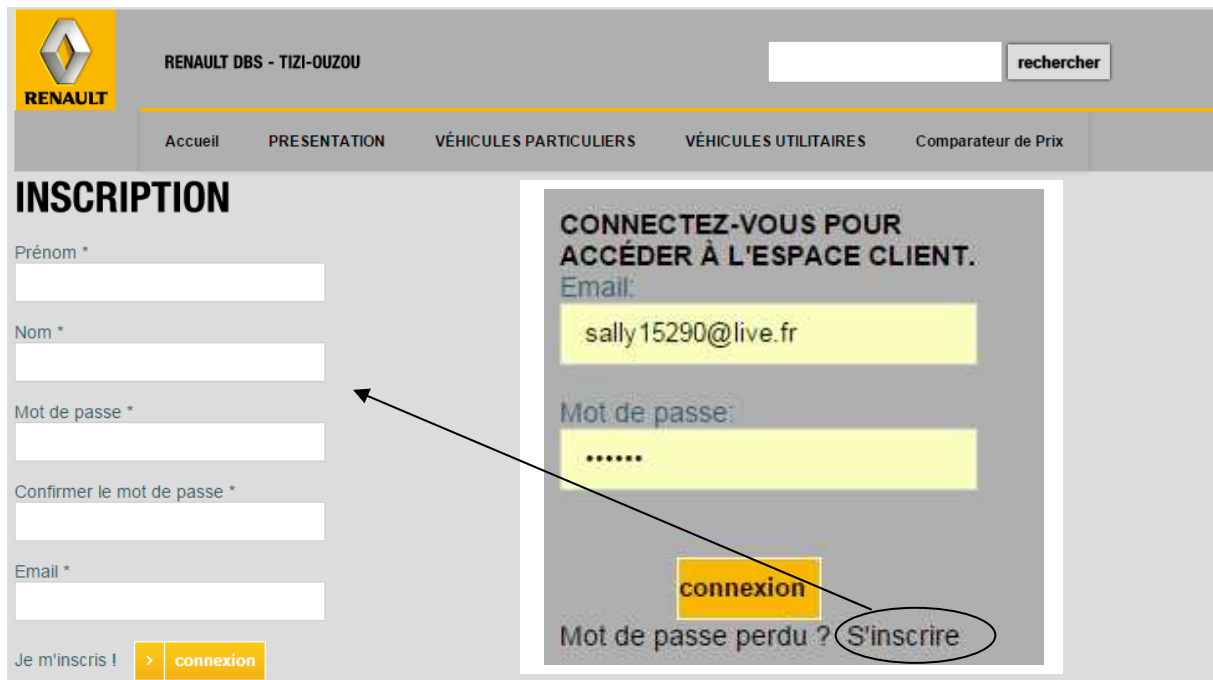 RENAULT
RENAULT DBS - TIZI-OUZOU
rechercher
Accueil PRESENTATION VÉHICULES PARTICULIERS VÉHICULES UTILITAIRES Comparateur de Prix
INSCRIPTION
Prénom *
Nom *
Mot de passe *
Confirmer le mot de passe *
Email *
Je m'inscris ! > connexion
CONNECTEZ-VOUS POUR
ACCÉDER À L'ESPACE CLIENT.
Email:
sally15290@live.fr
Mot de passe:
••••••
connexion
Mot de passe perdu ? S'inscrire